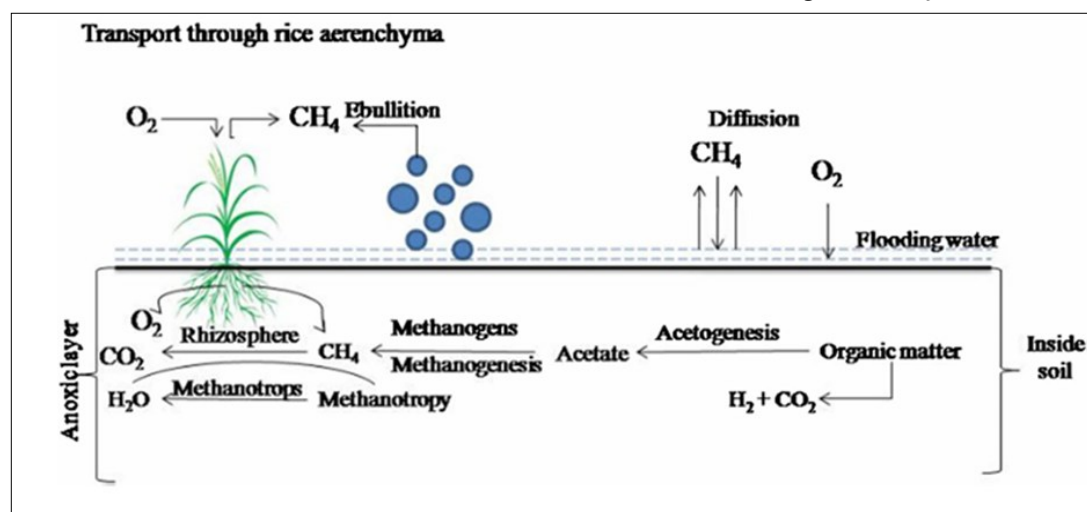 Transport through rice aerenchyma
O₂
CH₄
Ebullition
Diffusion
CH₄
O₂
Flooding water
Anoxic layer
O₂
Rhizosphere
CO₂
CH₄
Methanogens
Methanogenesis
Acetate
Acetogenesis
Organic matter
Inside
soil
H₂O
Methanotrops
Methanotropy
H₂ + CO₂